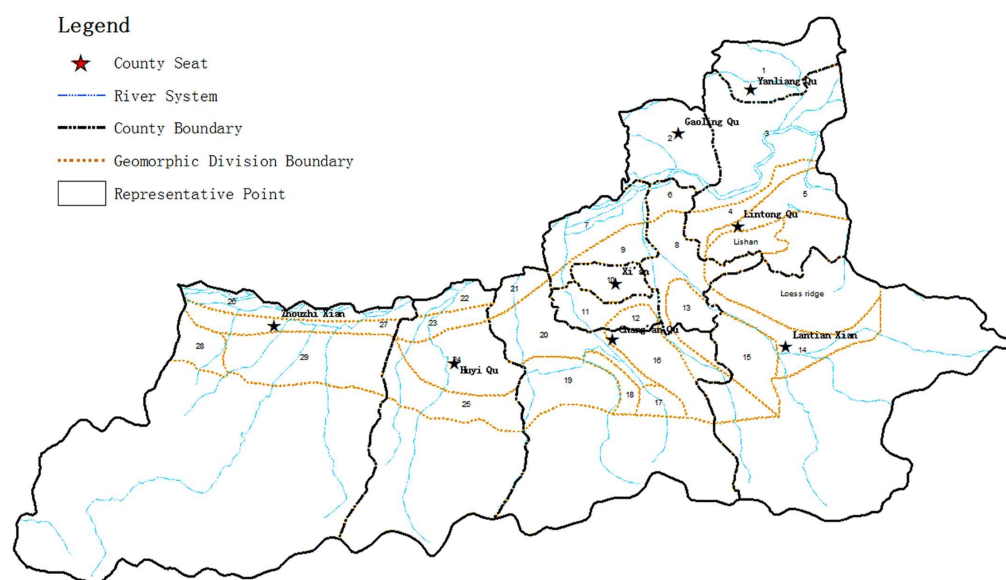 Legend
County Seat
River System
County Boundary
Geomorphic Division Boundary
Representative Point
1
Yanliang Qu
Gaoling Qu
2
3
6
5
4
7
Lintong Qu
8
Lishan
9
10
Xi'an
21
Loess ridge
22
26
13
11
12
Zhouzhi Xian
27
23
20
Chang'an Qu
Lantian Xian
28
29
24
Huyi Qu
16
15
14
19
18
17
25